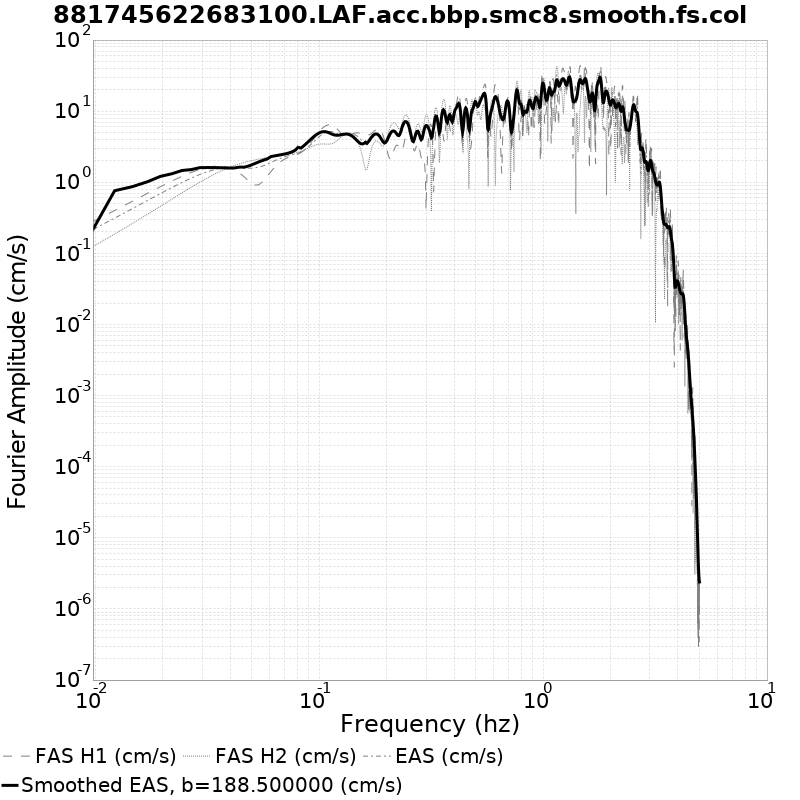 881745622683100.LAF.acc.bbp.smc8.smooth.fs.col
10^2
10^1
10^0
10^-1
10^-2
10^-3
10^-4
10^-5
10^-6
10^-7
Fourier Amplitude (cm/s)
10^-2 10^-1 10^0 10^1
Frequency (hz)
FAS H1 (cm/s) FAS H2 (cm/s) EAS (cm/s)
Smoothed EAS, b=188.500000 (cm/s)